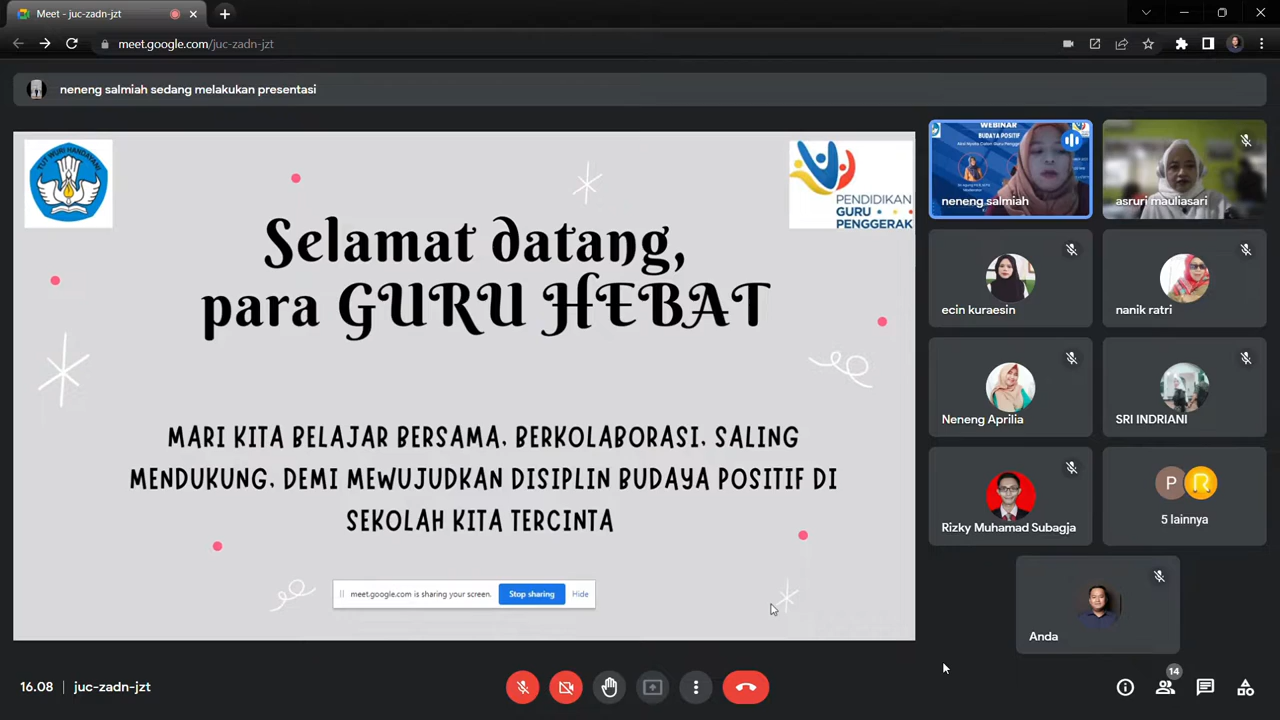 Meet - juc-zadn-jzt
meet.google.com/juc-zadn-jzt
neneng salmiah sedang melakukan presentasi
TUT WURI HANDAYANI
PENDIDIKAN
GURU
PENGGERAK
Selamat datang,
para GURU HEBAT
MARI KITA BELAJAR BERSAMA, BERKOLABORASI, SALING
MENDUKUNG, DEMI MEWUJUDKAN DISIPLIN BUDAYA POSITIF DI
SEKOLAH KITA TERCINTA
meet.google.com is sharing your screen.
Stop sharing
Hide
WEBINAR
BUDAYA POSITIF
neneng salmiah
asruri mauliasari
ecin kuraesin
nanik ratri
Neneng Aprilia
SRI INDRIANI
Rizky Muhamad Subagja
P
5 lainnya
Anda
16.08 | juc-zadn-jzt
14